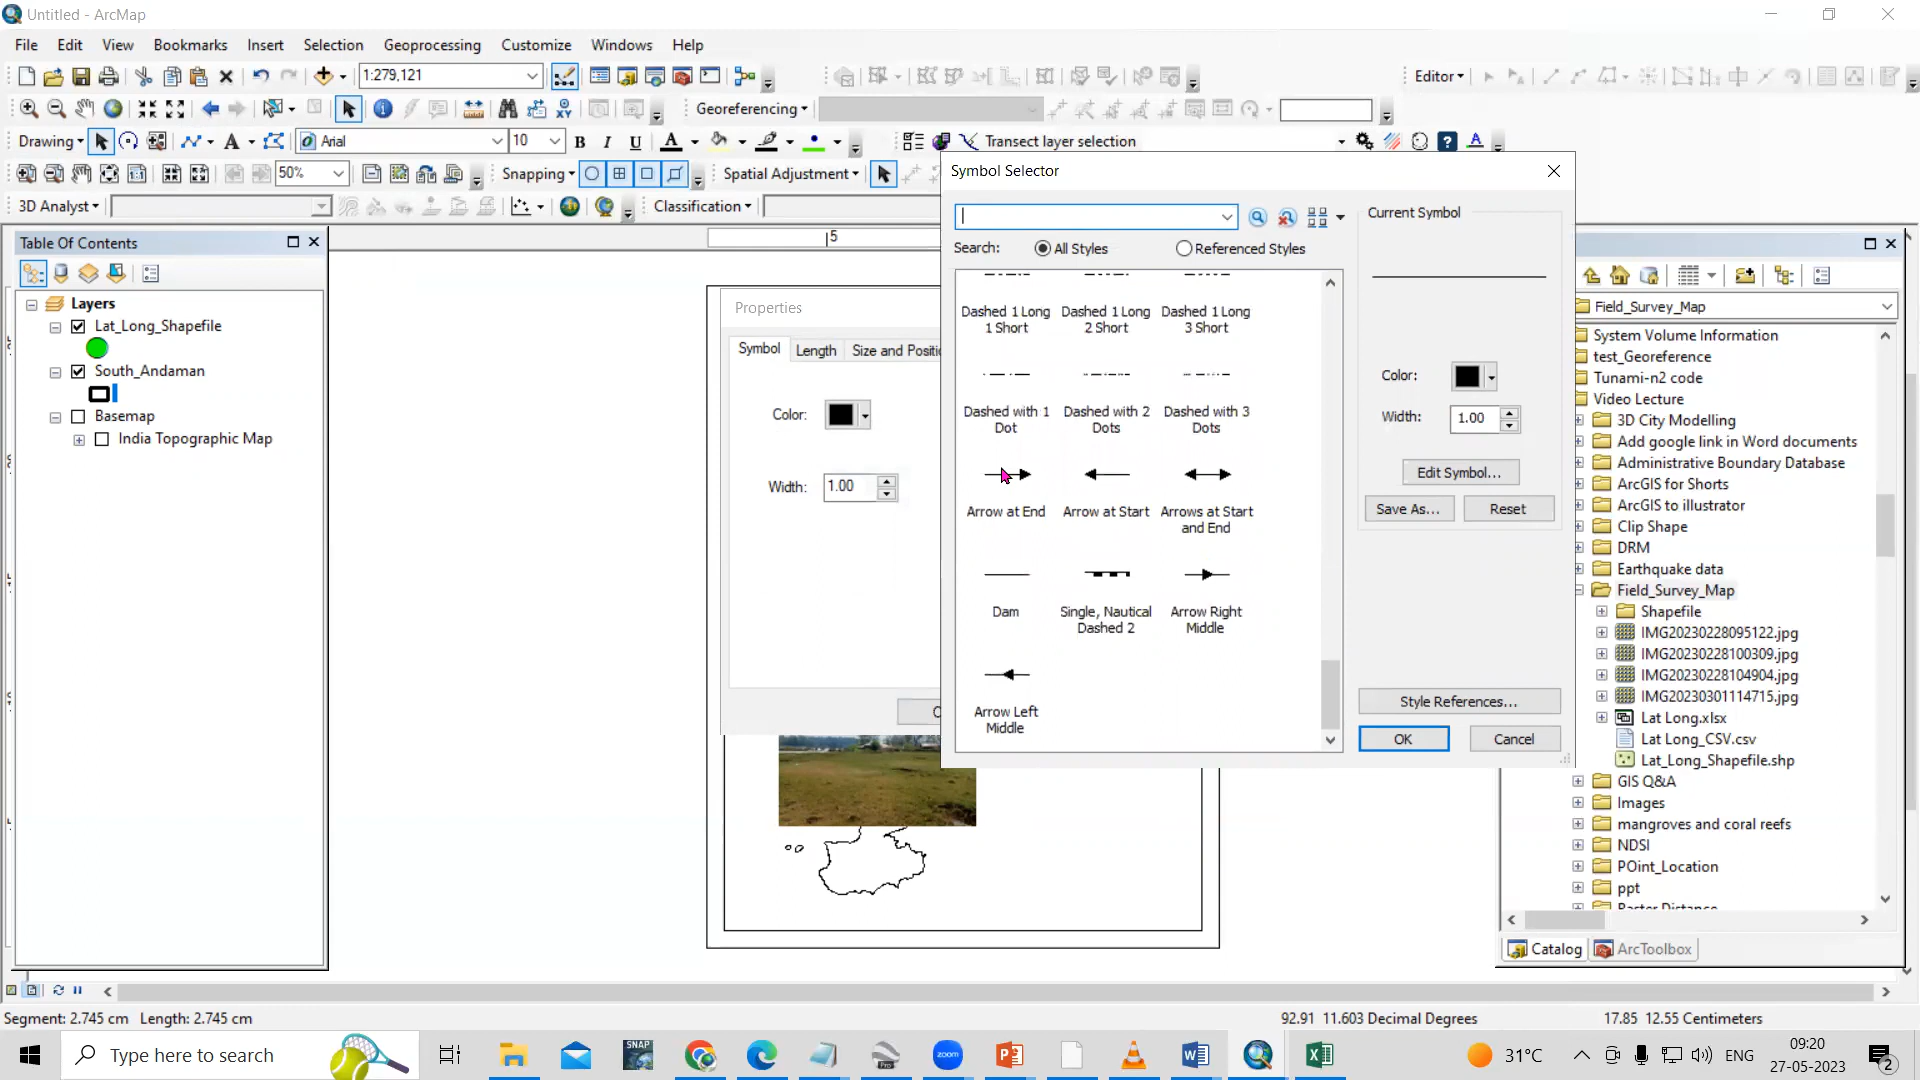 Untitled - ArcMap
File Edit View Bookmarks Insert Selection Geoprocessing Customize Windows Help
1:279,121
Editor
Georeferencing
Drawing
Arial
10
B I U A
Transect layer selection
50%
Snapping
Spatial Adjustment
3D Analyst
Classification
Table Of Contents
Layers
Lat_Long_Shapefile
South_Andaman
Basemap
India Topographic Map
5
Properties
Symbol
Length
Color:
Width:
1.00
Symbol Selector
Search:
All Styles
Referenced Styles
Dashed 1 Long
1 Short
Dashed 1 Long
2 Short
Dashed 1 Long
3 Short
Dashed with 1
Dot
Dashed with 2
Dots
Dashed with 3
Dots
Arrow at End
Arrow at Start
Arrows at Start
and End
Dam
Single, Nautical
Dashed 2
Arrow Right
Middle
Arrow Left
Middle
Current Symbol
Color:
Width:
1.00
Edit Symbol...
Save As...
Reset
Style References...
OK
Cancel
Field_Survey_Map
System Volume Information
test_Georeference
Tunami-n2 code
Video Lecture
3D City Modelling
Add google link in Word documents
Administrative Boundary Database
ArcGIS for Shorts
ArcGIS to illustrator
Clip Shape
DRM
Earthquake data
Field_Survey_Map
Shapefile
IMG20230228095122.jpg
IMG20230228100309.jpg
IMG20230228104904.jpg
IMG20230301114715.jpg
Lat Long.xlsx
Lat Long_CSV.csv
Lat_Long_Shapefile.shp
GIS Q&A
Images
mangroves and coral reefs
NDSI
POint_Location
ppt
Catalog
ArcToolbox
Segment: 2.745 cm Length: 2.745 cm
92.91 11.603 Decimal Degrees
17.85 12.55 Centimeters
Type here to search
SNAP
Pro
zoom
31°C
ENG
09:20
27-05-2023
2